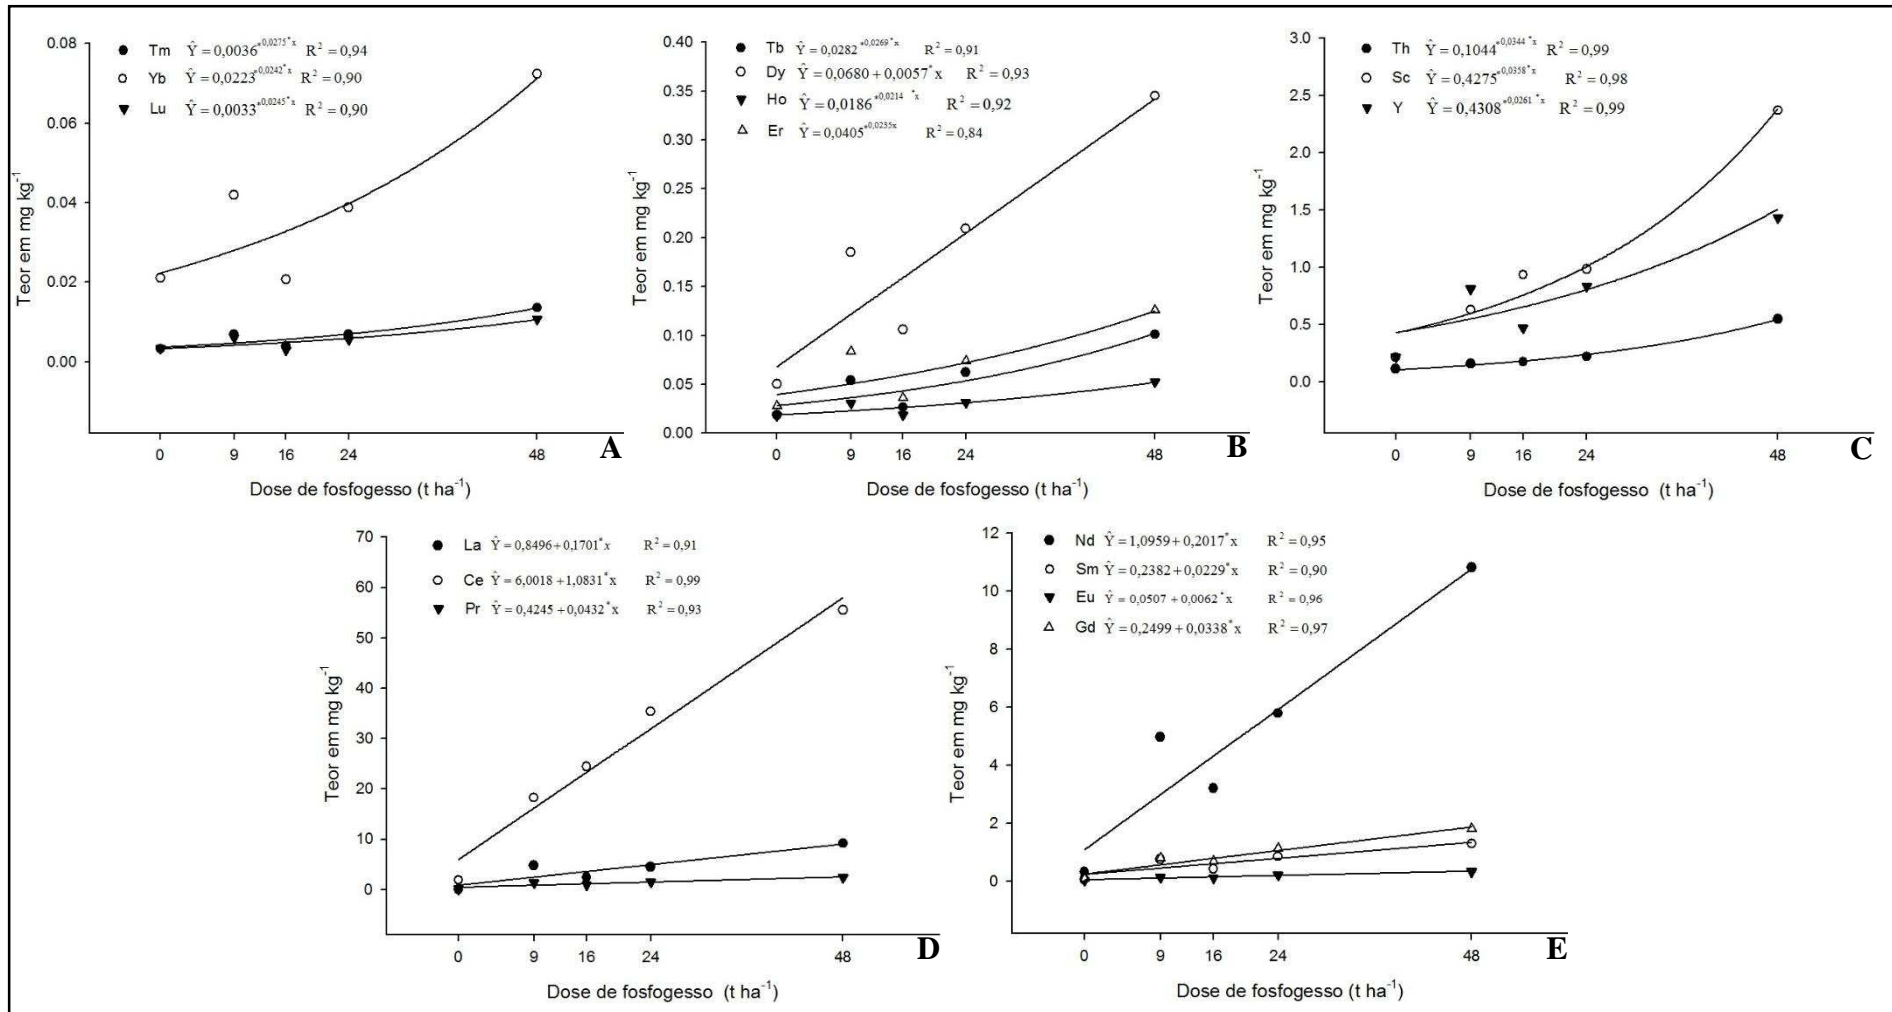 Tm Ŷ = 0,0036^{*0,0275*x} R² = 0,94
Yb Ŷ = 0,0223^{*0,0242*x} R² = 0,90
Lu Ŷ = 0,0033^{*0,0245*x} R² = 0,90
0.08
0.06
0.04
0.02
0.00
Teor em mg kg⁻¹
0 9 16 24 48
Dose de fosfogesso (t ha⁻¹)
A
Tb Ŷ = 0,0282^{*0,0269*x} R² = 0,91
Dy Ŷ = 0,0680 + 0,0057*x R² = 0,93
Ho Ŷ = 0,0186^{*0,0214 *x} R² = 0,92
Er Ŷ = 0,0405^{*0,0235x} R² = 0,84
0.40
0.35
0.30
0.25
0.20
0.15
0.10
0.05
0.00
Teor em mg kg⁻¹
0 9 16 24 48
Dose de fosfogesso (t ha⁻¹)
B
Th Ŷ = 0,1044^{*0,0344*x} R² = 0,99
Sc Ŷ = 0,4275^{*0,0358*x} R² = 0,98
Y Ŷ = 0,4308^{*0,0261*x} R² = 0,99
3.0
2.5
2.0
1.5
1.0
0.5
0.0
Teor em mg kg⁻¹
0 9 16 24 48
Dose de fosfogesso (t ha⁻¹)
C
La Ŷ = 0,8496 + 0,1701*x R² = 0,91
Ce Ŷ = 6,0018 + 1,0831*x R² = 0,99
Pr Ŷ = 0,4245 + 0,0432*x R² = 0,93
70
60
50
40
30
20
10
0
Teor em mg kg⁻¹
0 9 16 24 48
Dose de fosfogesso (t ha⁻¹)
D
Nd Ŷ = 1,0959 + 0,2017*x R² = 0,95
Sm Ŷ = 0,2382 + 0,0229*x R² = 0,90
Eu Ŷ = 0,0507 + 0,0062*x R² = 0,96
Gd Ŷ = 0,2499 + 0,0338*x R² = 0,97
12
10
8
6
4
2
0
Teor em mg kg⁻¹
0 9 16 24 48
Dose de fosfogesso (t ha⁻¹)
E